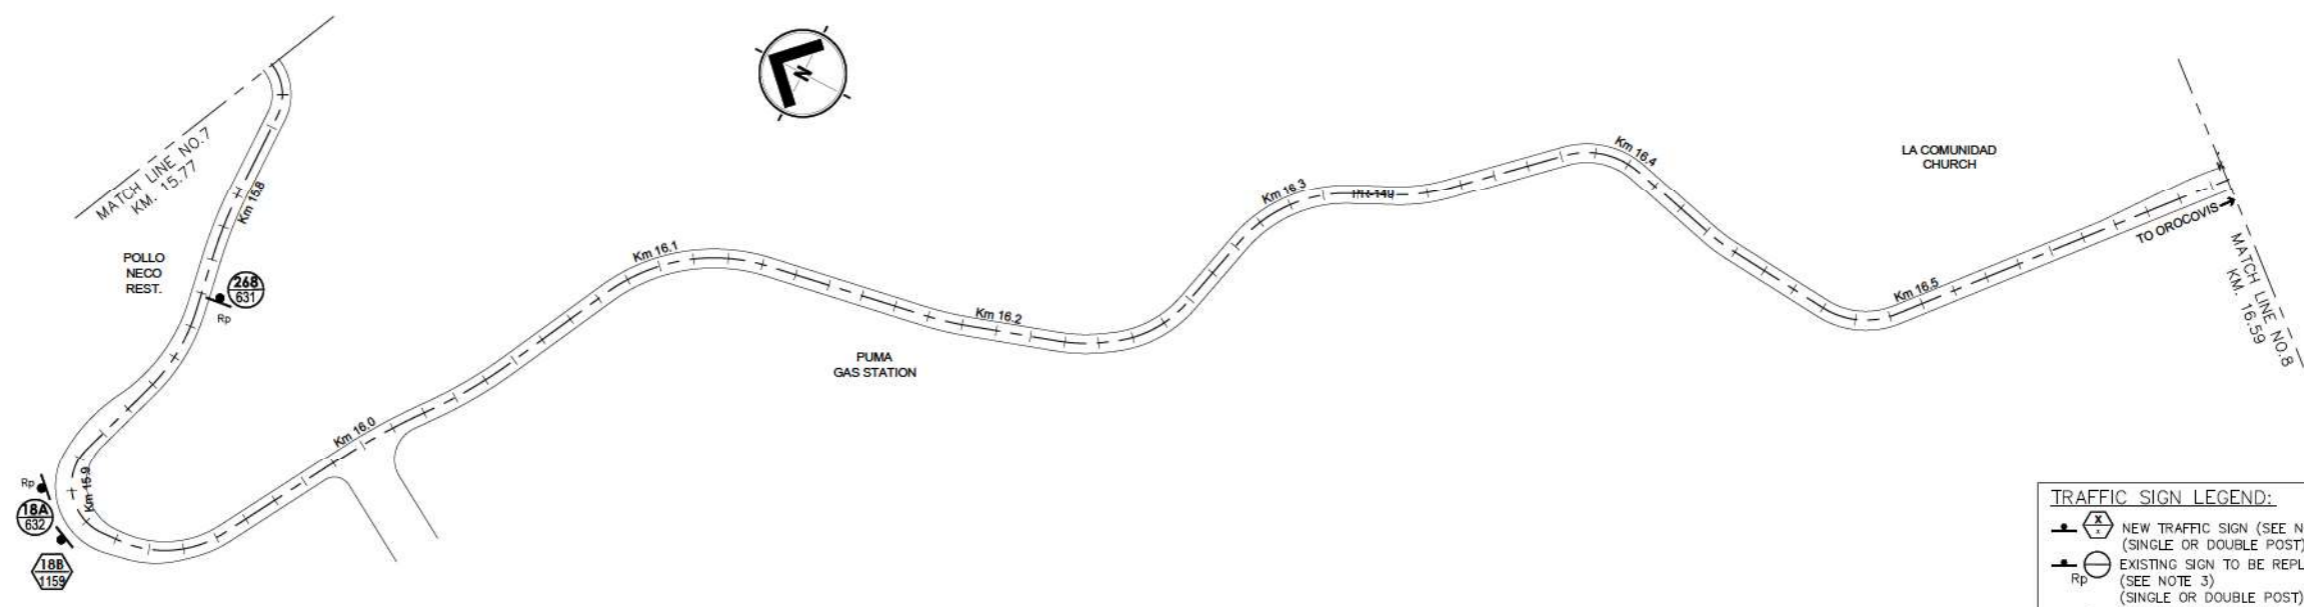 MATCH LINE NO.7
KM. 15.77
Km 15.8
POLLO
NECO
REST.
268
631
Rp
Rp
18A
632
18B
1159
Km 15.9
Km 16.0
Km 16.1
N
Km 16.2
PUMA
GAS STATION
Km 16.3
Km 16.4
Km 16.5
LA COMUNIDAD
CHURCH
TO OROCOVIS
MATCH LINE NO.8
KM. 16.59
TRAFFIC SIGN LEGEND:
X
x
NEW TRAFFIC SIGN (SEE N
(SINGLE OR DOUBLE POST)
EXISTING SIGN TO BE REPL
Rp
(SEE NOTE 3)
(SINGLE OR DOUBLE POST)